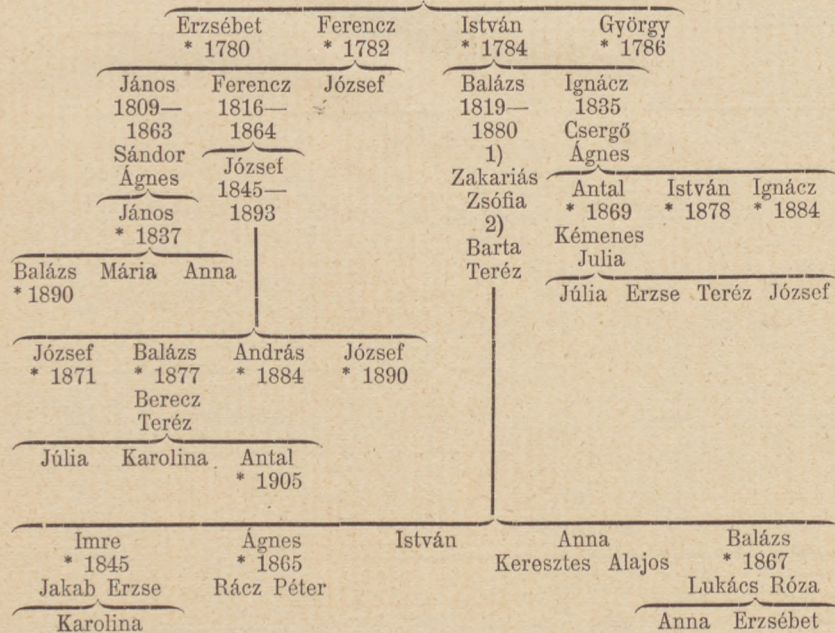 Erzsébet Ferencz István György
* 1780 * 1782 * 1784 * 1786
János Ferencz József Balázs Ignácz
1809— 1816— 1819— 1835
1863 1864 1880 Csergő
Sándor 1) Ágnes
Ágnes József Zakariás Antal István Ignácz
1845— Zsófia * 1869 * 1878 * 1884
János 1893 2) Kémenes
* 1837 Barta Julia
Balázs Mária Anna Teréz
* 1890 Júlia Erzse Teréz József
József Balázs András József
* 1871 * 1877 * 1884 * 1890
Berecz
Teréz
Júlia Karolina Antal
* 1905
Imre Ágnes István Anna Balázs
* 1845 * 1865 Keresztes Alajos * 1867
Jakab Erzse Rácz Péter Lukács Róza
Karolina Anna Erzsébet